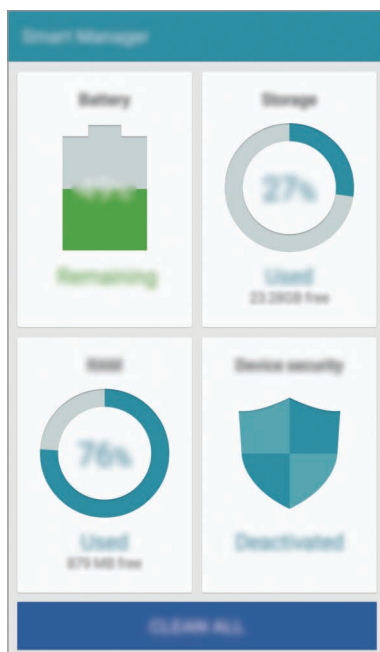 Smart Manager
Battery
Storage
49%
27%
Remaining
Used
23.28GB free
RAM
Device security
76%
Used
879 MB free
Deactivated
CLEAN ALL